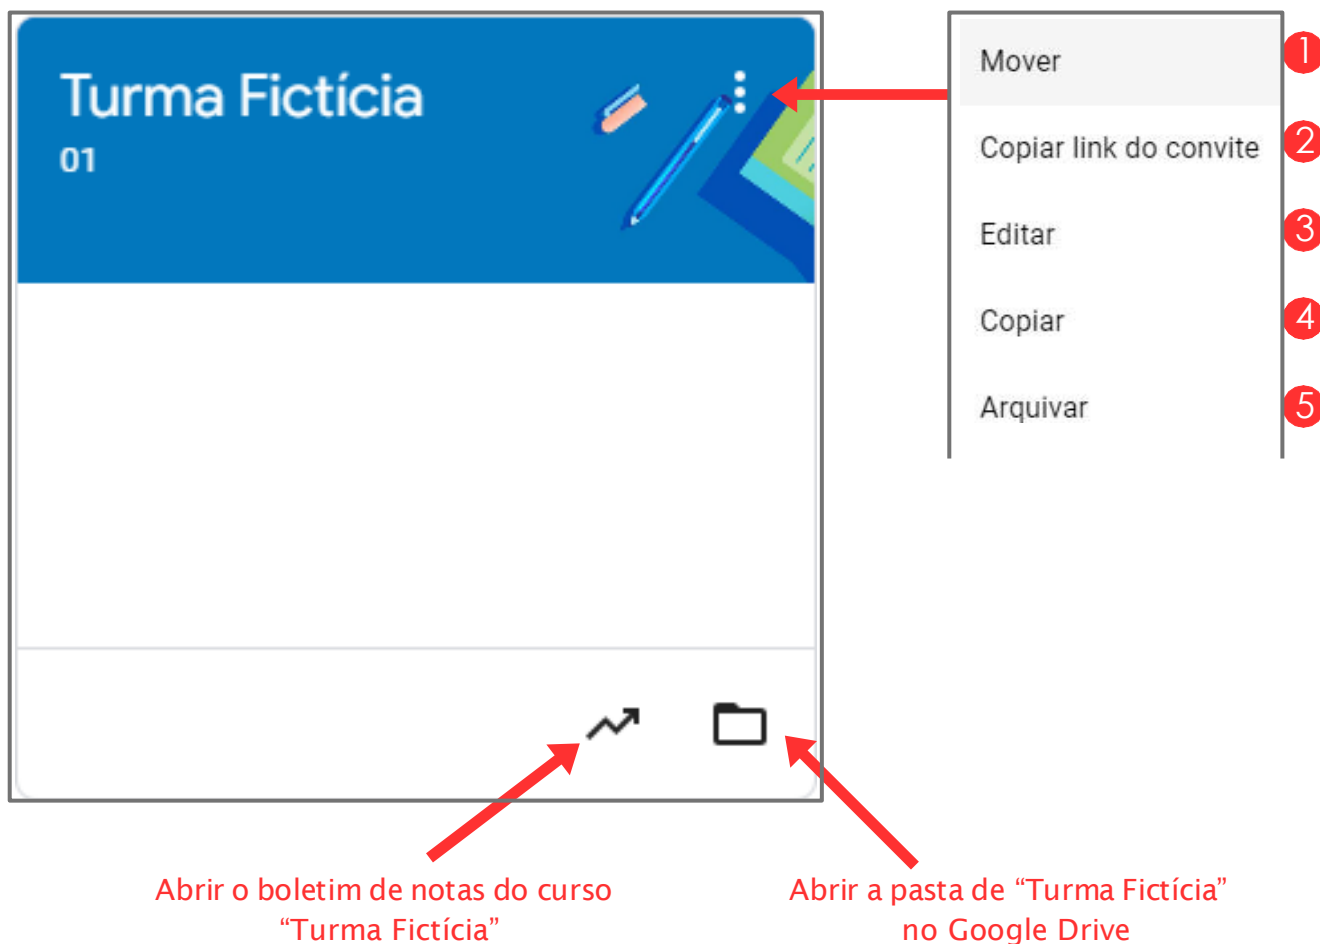 Turma Fictícia
01
Mover 1
Copiar link do convite 2
Editar 3
Copiar 4
Arquivar 5
Abrir o boletim de notas do curso
“Turma Fictícia”
Abrir a pasta de “Turma Fictícia”
no Google Drive